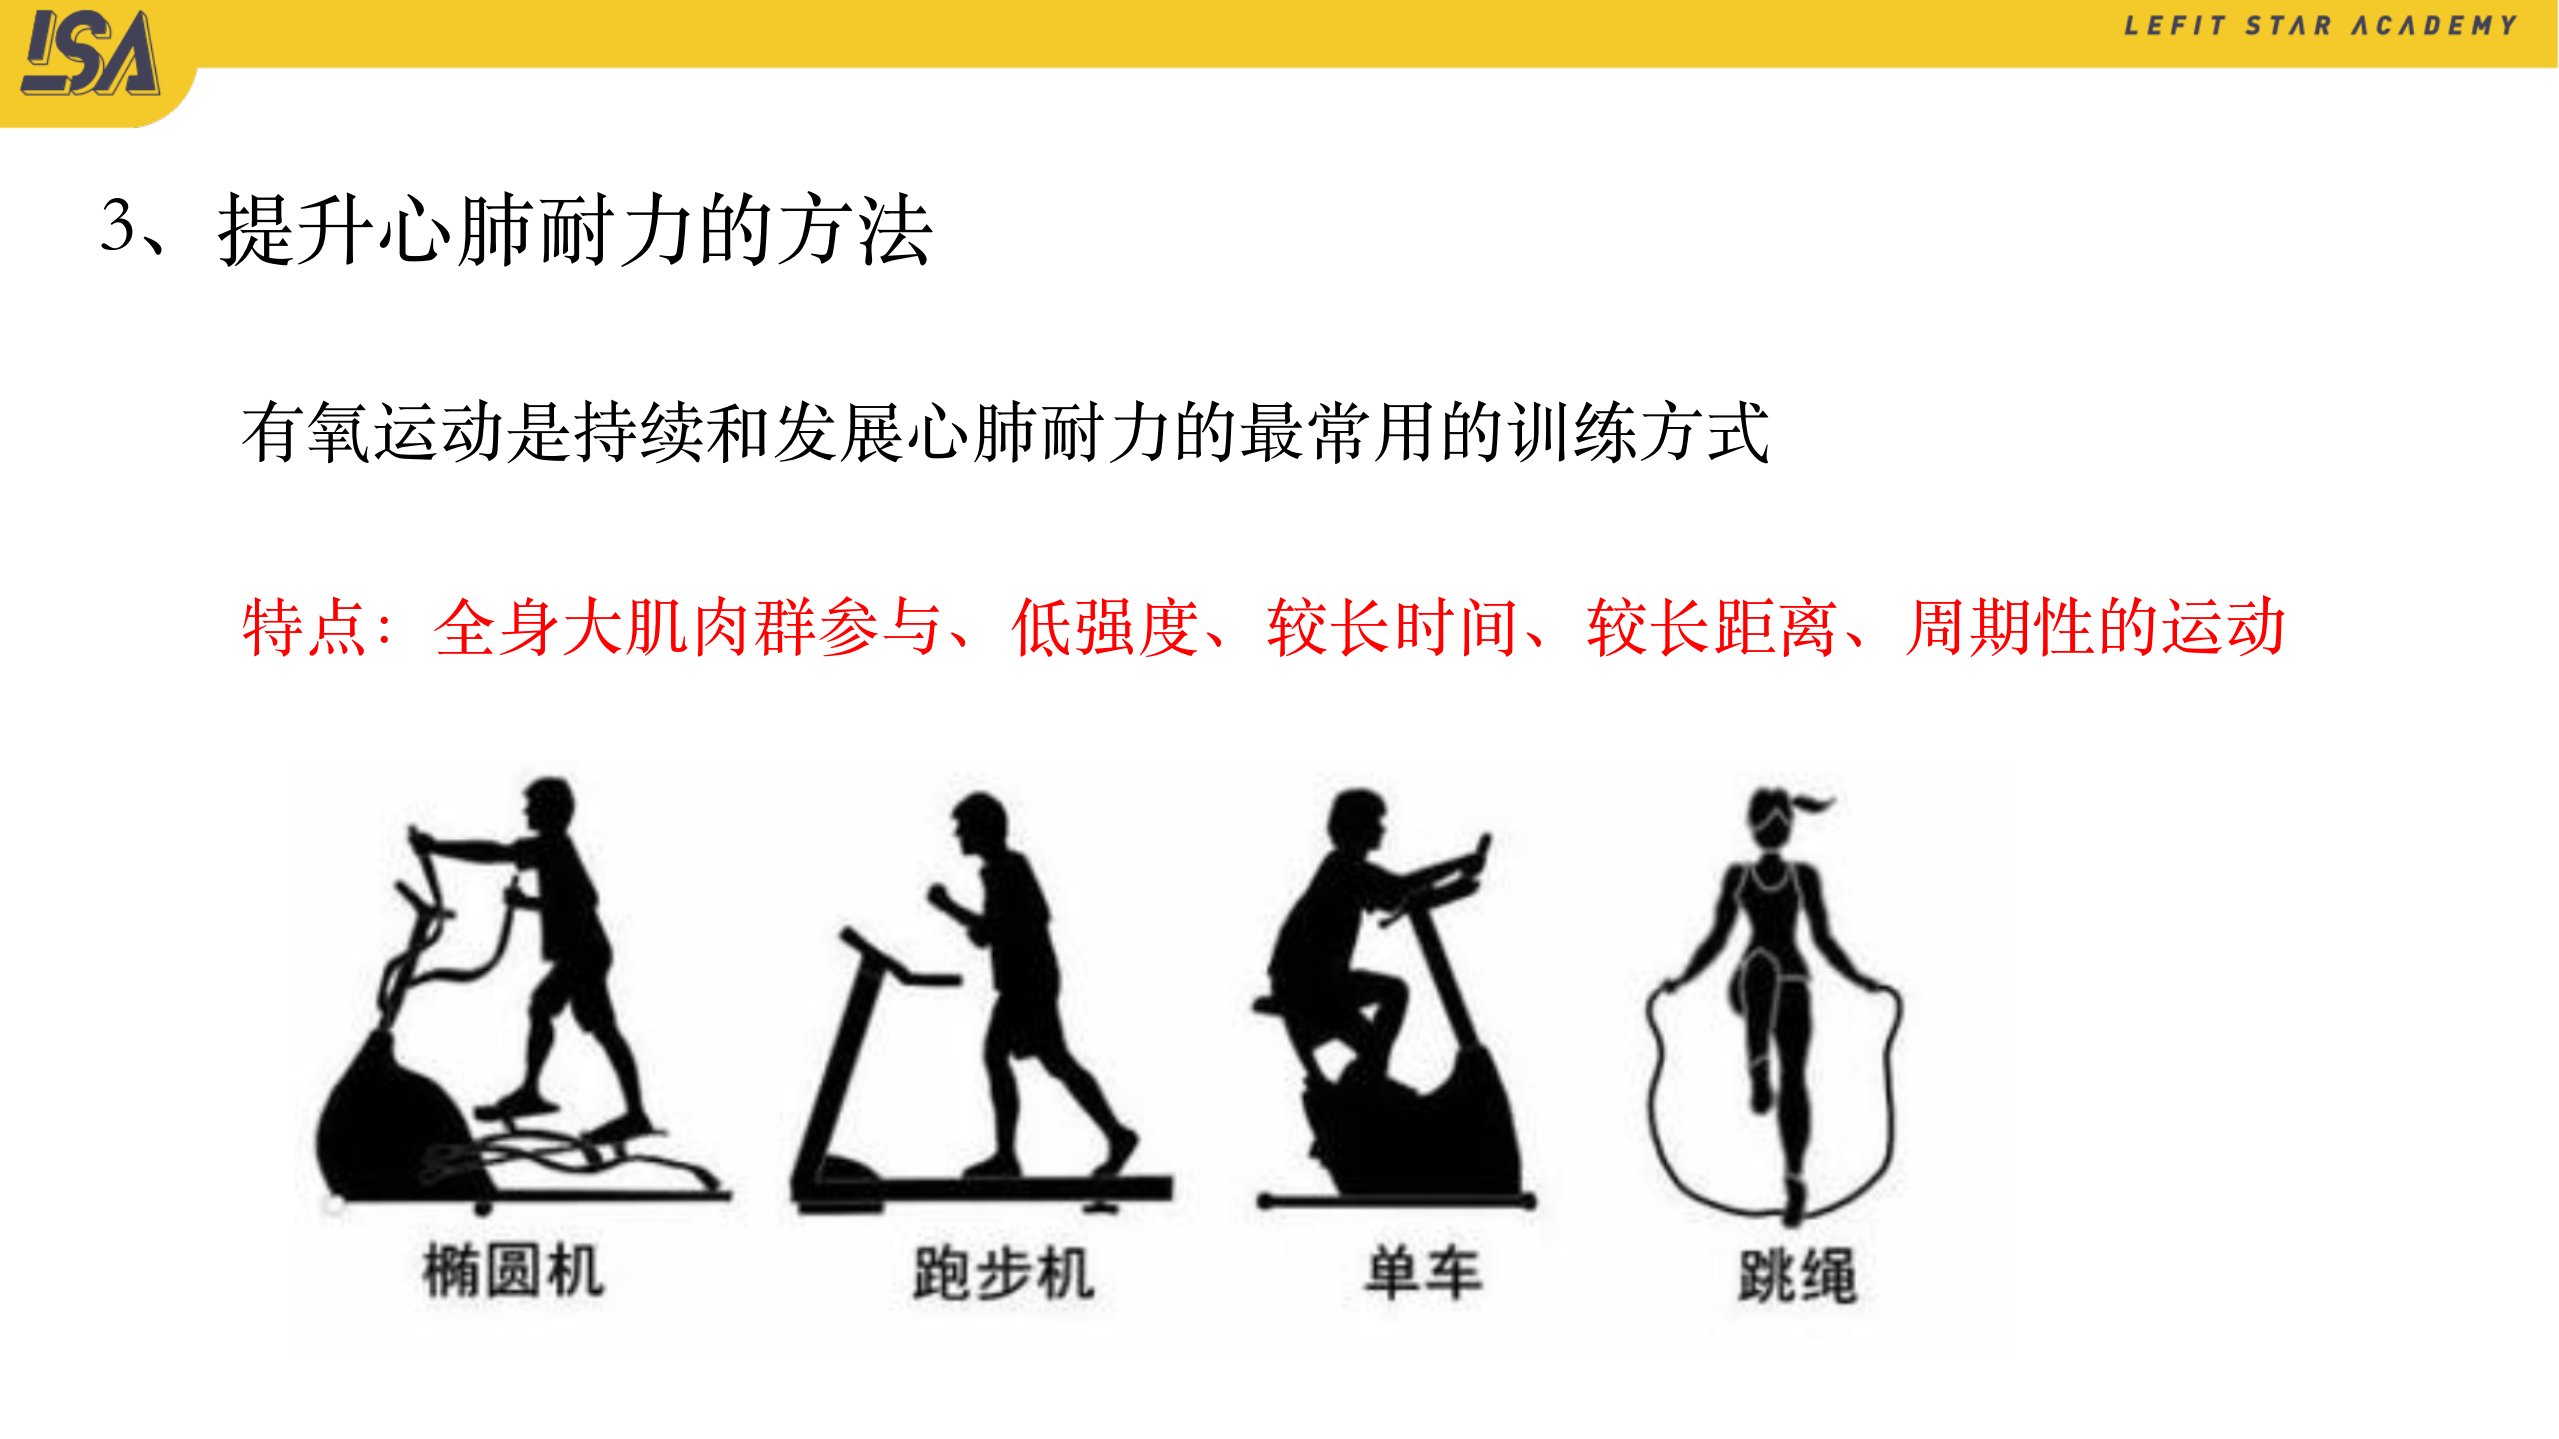 LSA
LEFIT STAR ACADEMY
3、提升心肺耐力的方法
有氧运动是持续和发展心肺耐力的最常用的训练方式
特点：全身大肌肉群参与、低强度、较长时间、较长距离、周期性的运动
椭圆机 跑步机 单车 跳绳